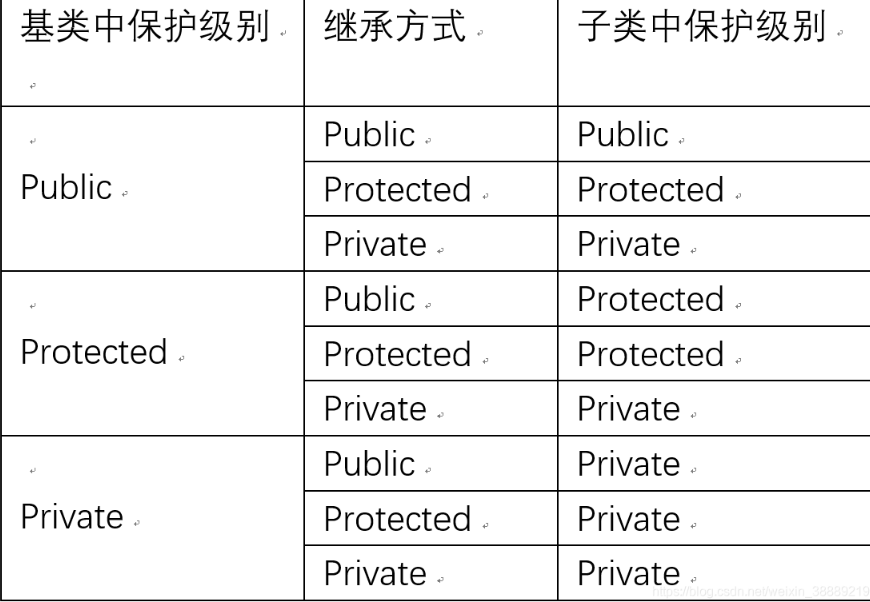 基类中保护级别 继承方式 子类中保护级别
Public Public Public
Protected Protected
Private Private
Protected Public Protected
Protected Protected
Private Private
Private Public Private
Protected Private
Private Private
https://blog.csdn.net/weixin_38889219